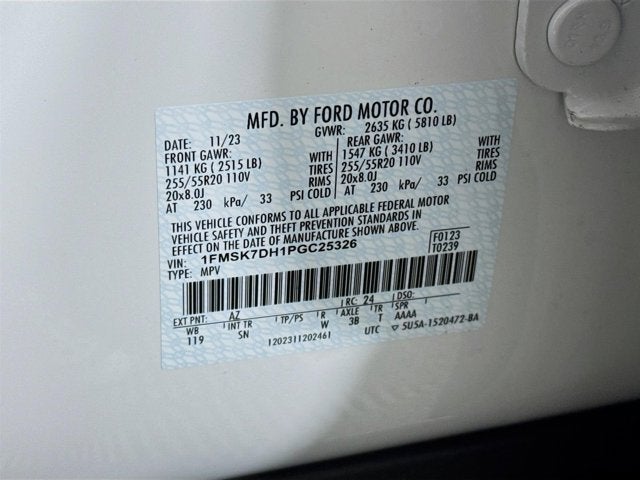 MFD. BY FORD MOTOR CO.
DATE: 11/23 GVWR: 2635 KG ( 5810 LB)
FRONT GAWR: REAR GAWR:
1141 KG ( 2515 LB) WITH 1547 KG ( 3410 LB) WITH
255/55R20 110V TIRES 255/55R20 110V TIRES
20x8.0J RIMS 20x8.0J RIMS
AT 230 kPa/ 33 PSI COLD AT 230 kPa/ 33 PSI COLD
THIS VEHICLE CONFORMS TO ALL APPLICABLE FEDERAL MOTOR
VEHICLE SAFETY AND THEFT PREVENTION STANDARDS IN
EFFECT ON THE DATE OF MANUFACTURE SHOWN ABOVE.
VIN: 1FMSK7DH1PGC25326 F0123
TYPE: MPV T0239
EXT PNT: AZ RC: 24 DSO:
WB INT TR TP/PS R AXLE TR
119 SN W 3B T AAAA
1202311202461 UTC ▽ 5U5A-1520472-BA